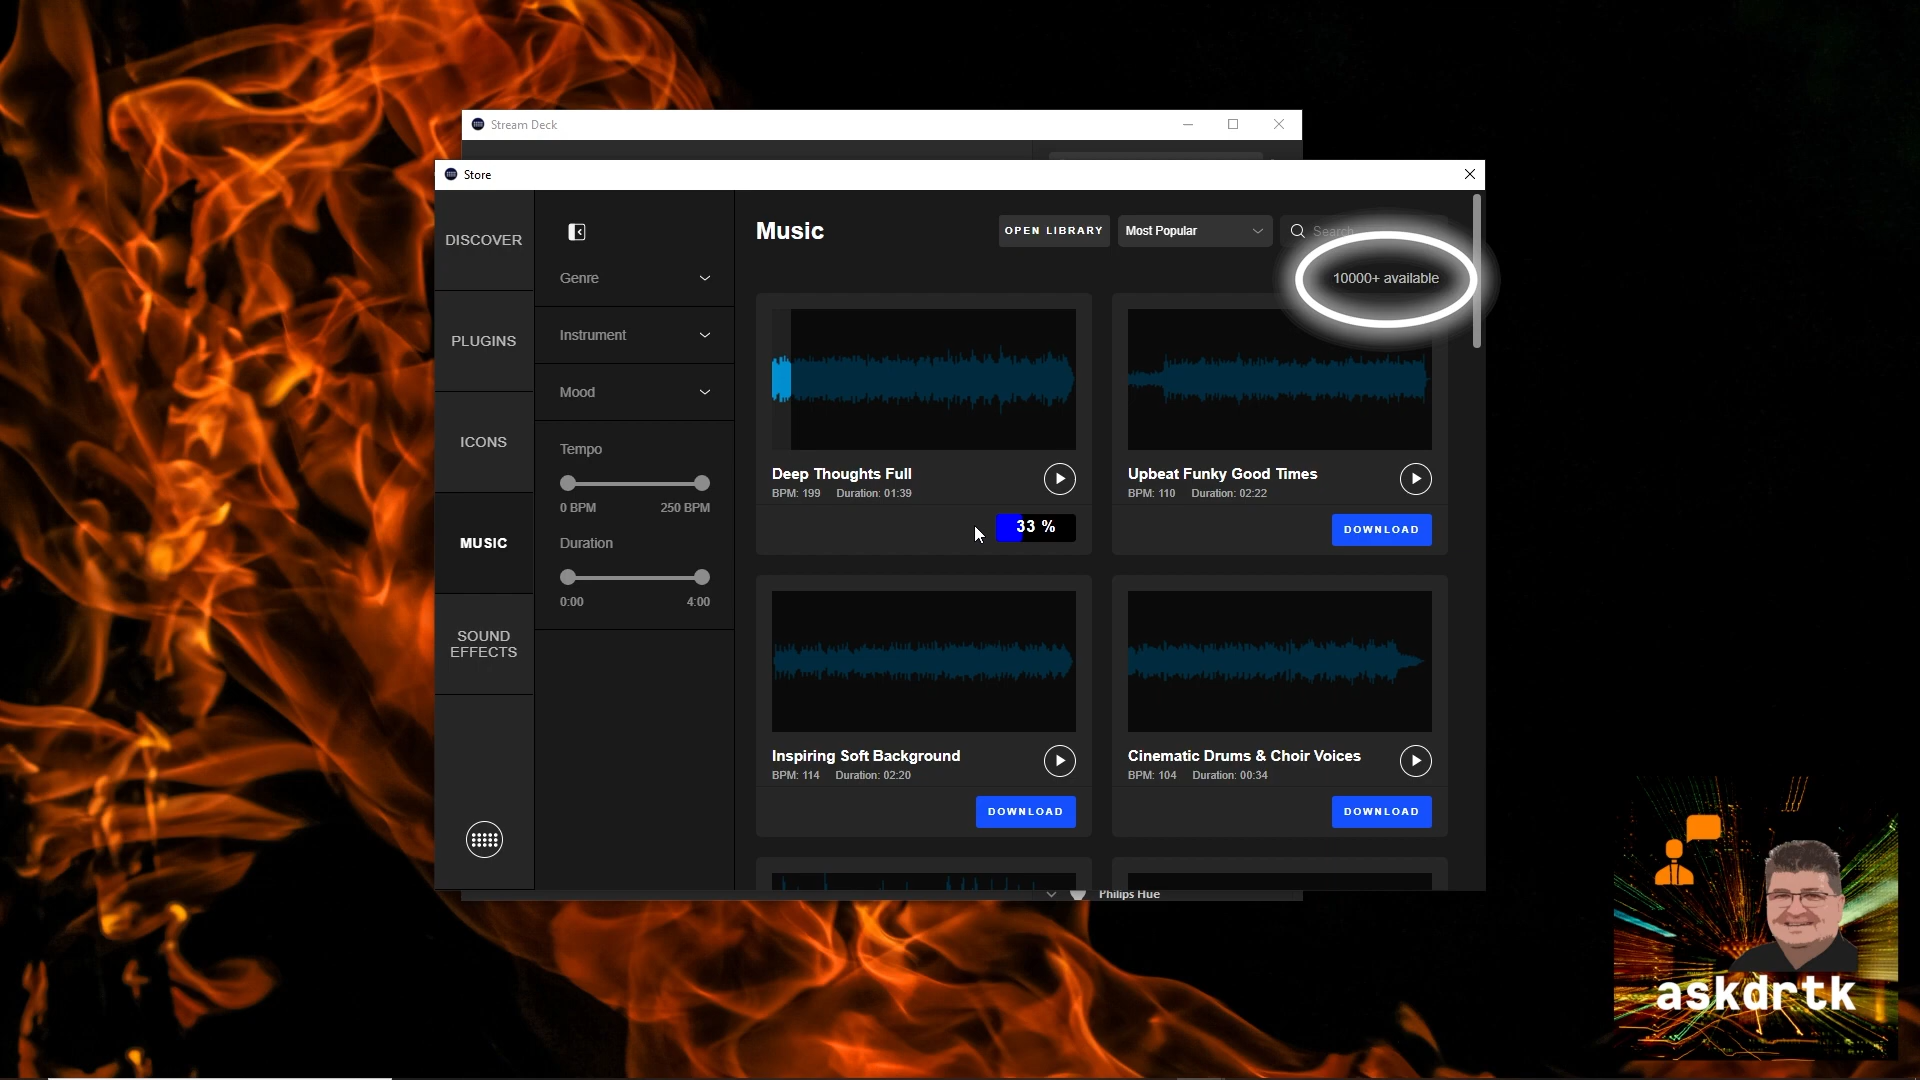 Stream Deck
Store
DISCOVER
PLUGINS
ICONS
MUSIC
SOUND
EFFECTS
Genre
Instrument
Mood
Tempo
0 BPM 250 BPM
Duration
0:00 4:00
Music
OPEN LIBRARY
Most Popular
Search
10000+ available
Deep Thoughts Full
BPM: 199 Duration: 01:39
33 %
Upbeat Funky Good Times
BPM: 110 Duration: 02:22
DOWNLOAD
Inspiring Soft Background
BPM: 114 Duration: 02:20
DOWNLOAD
Cinematic Drums & Choir Voices
BPM: 104 Duration: 00:34
DOWNLOAD
Philips Hue
askdrtk